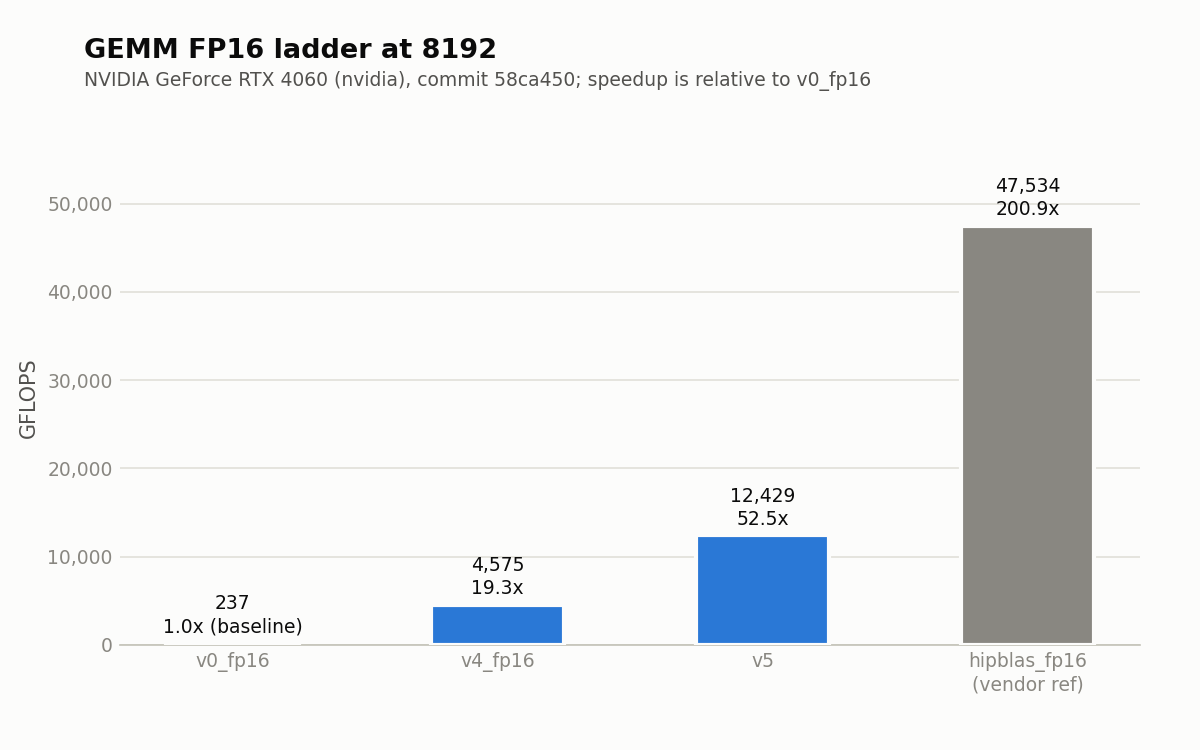 GEMM FP16 ladder at 8192
NVIDIA GeForce RTX 4060 (nvidia), commit 58ca450; speedup is relative to v0_fp16
GFLOPS
50,000
40,000
30,000
20,000
10,000
0
237
1.0x (baseline)
4,575
19.3x
12,429
52.5x
47,534
200.9x
v0_fp16
v4_fp16
v5
hipblas_fp16
(vendor ref)